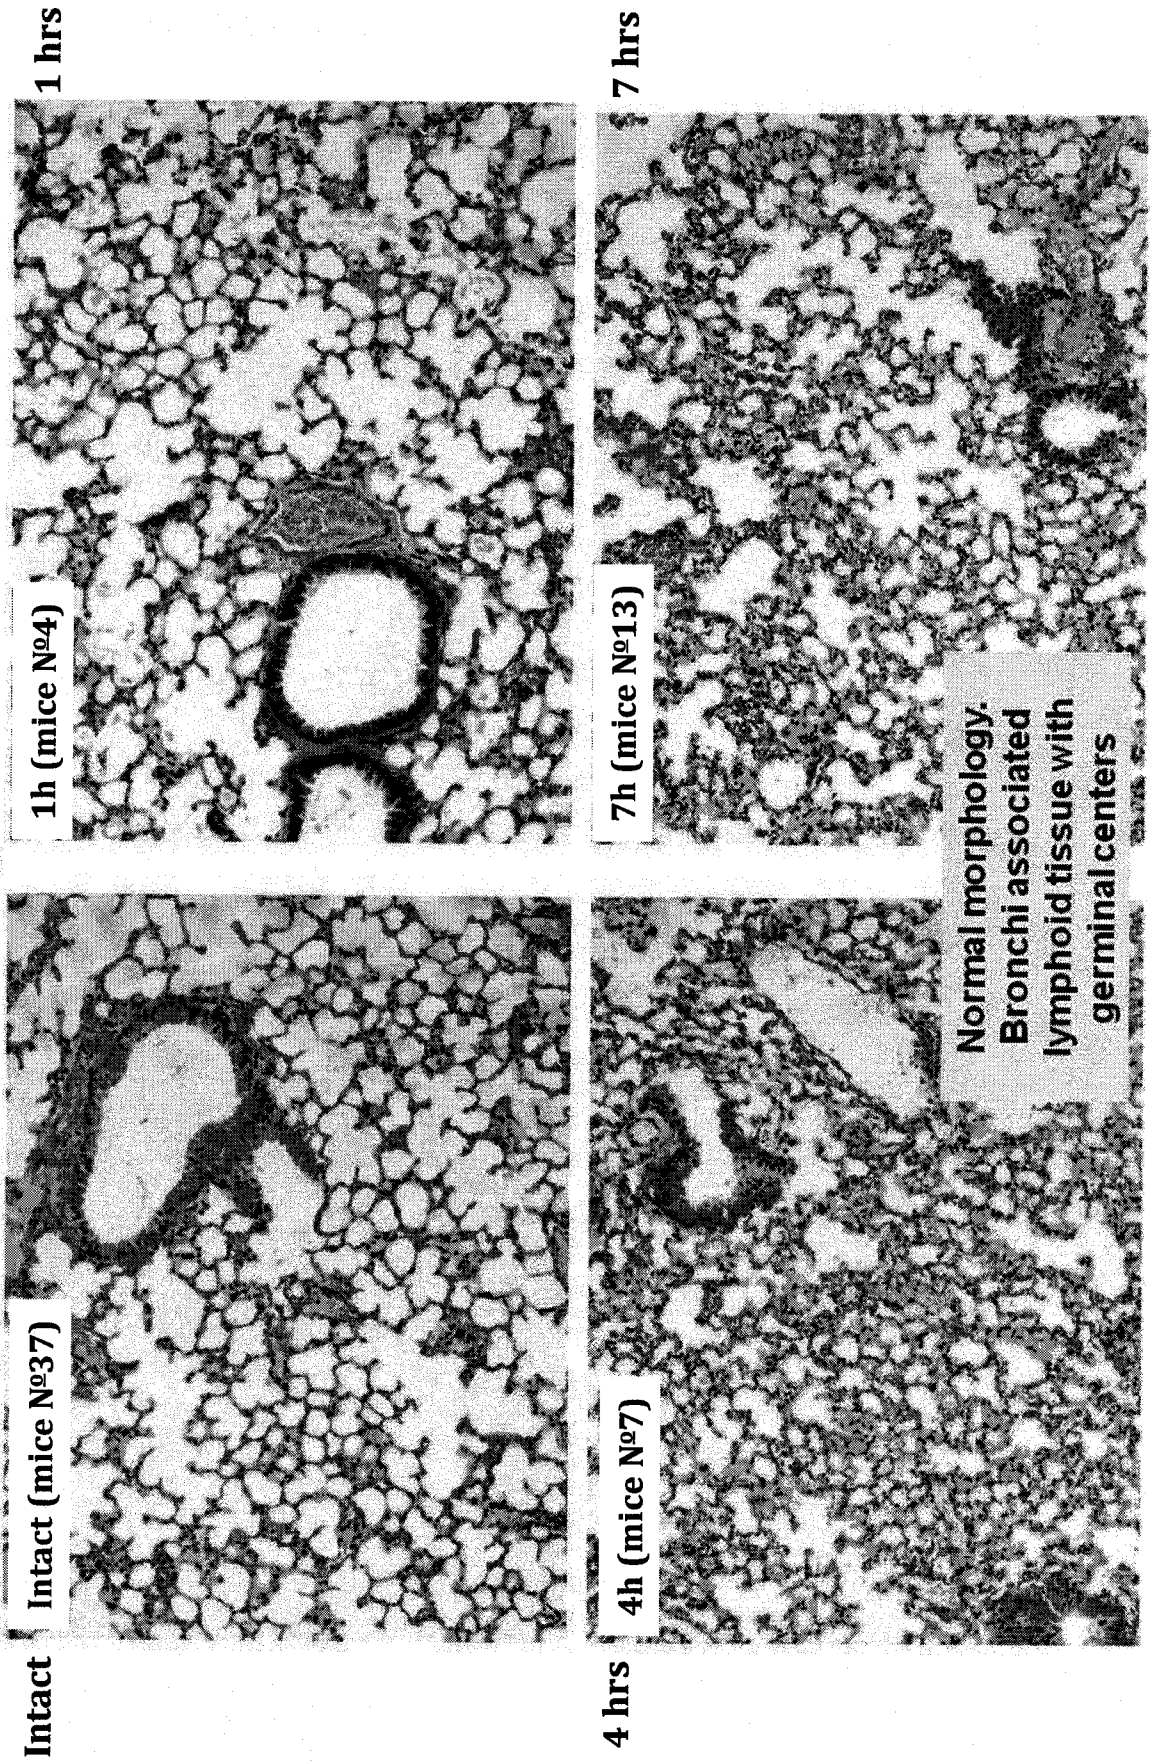 Intact
Intact (mice №37)
1h (mice №4)
1 hrs
4 hrs
4h (mice №7)
7h (mice №13)
7 hrs
Normal morphology.
Bronchi associated
lymphoid tissue with
germinal centers